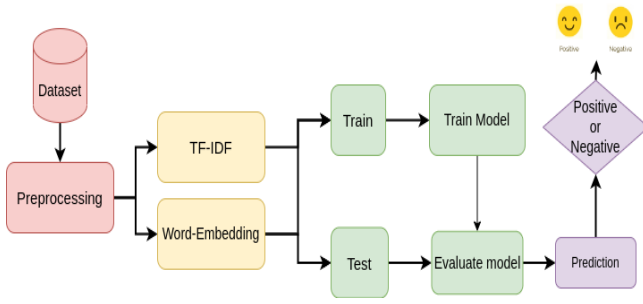 Positive
Negative
Dataset
Positive
or
Negative
TF-IDF
Train
Train Model
Preprocessing
Word-Embedding
Test
Evaluate model
Prediction